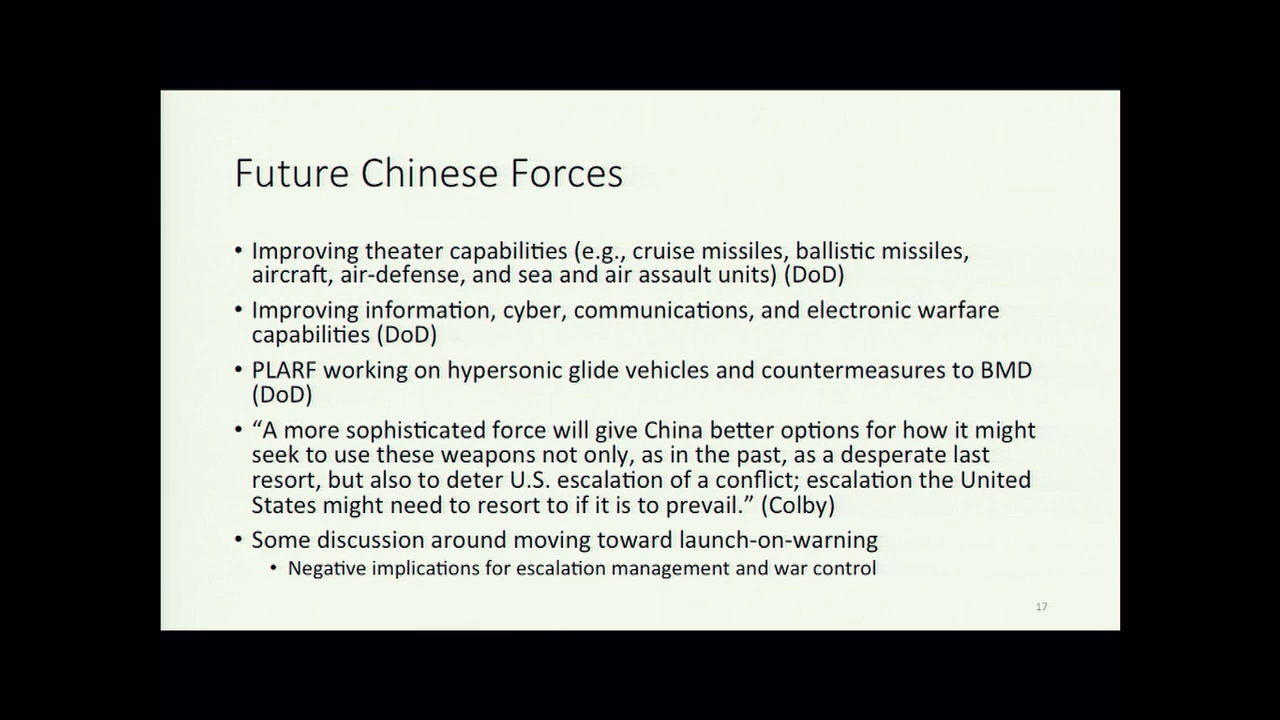 Future Chinese Forces
• Improving theater capabilities (e.g., cruise missiles, ballistic missiles,
aircraft, air-defense, and sea and air assault units) (DoD)
• Improving information, cyber, communications, and electronic warfare
capabilities (DoD)
• PLARF working on hypersonic glide vehicles and countermeasures to BMD
(DoD)
• “A more sophisticated force will give China better options for how it might
seek to use these weapons not only, as in the past, as a desperate last
resort, but also to deter U.S. escalation of a conflict; escalation the United
States might need to resort to if it is to prevail.” (Colby)
• Some discussion around moving toward launch-on-warning
• Negative implications for escalation management and war control
17